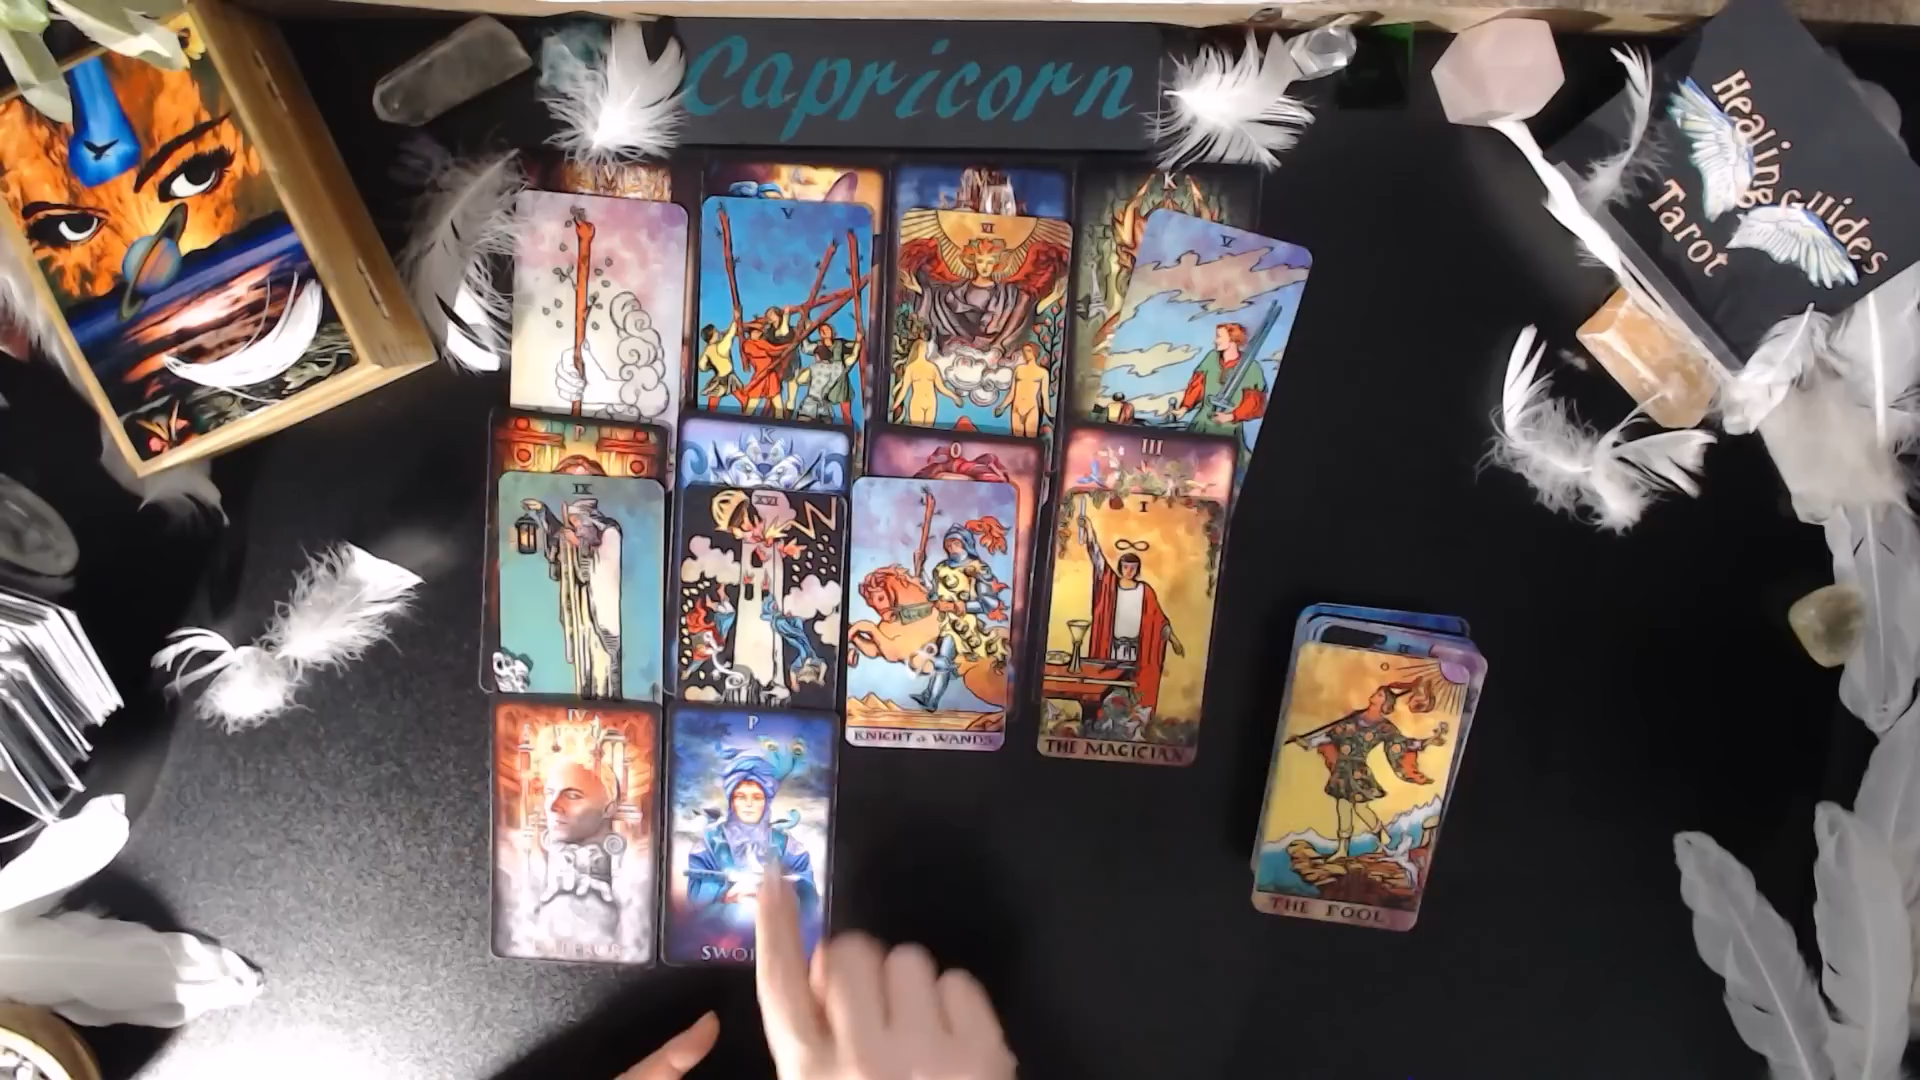 Capricorn
Healing Guides
Tarot
K
V
VI
V
P
K
Q
III
IX
XVI
I
KNIGHT of WANDS
THE MAGICIAN
IV
P
THE FOOL